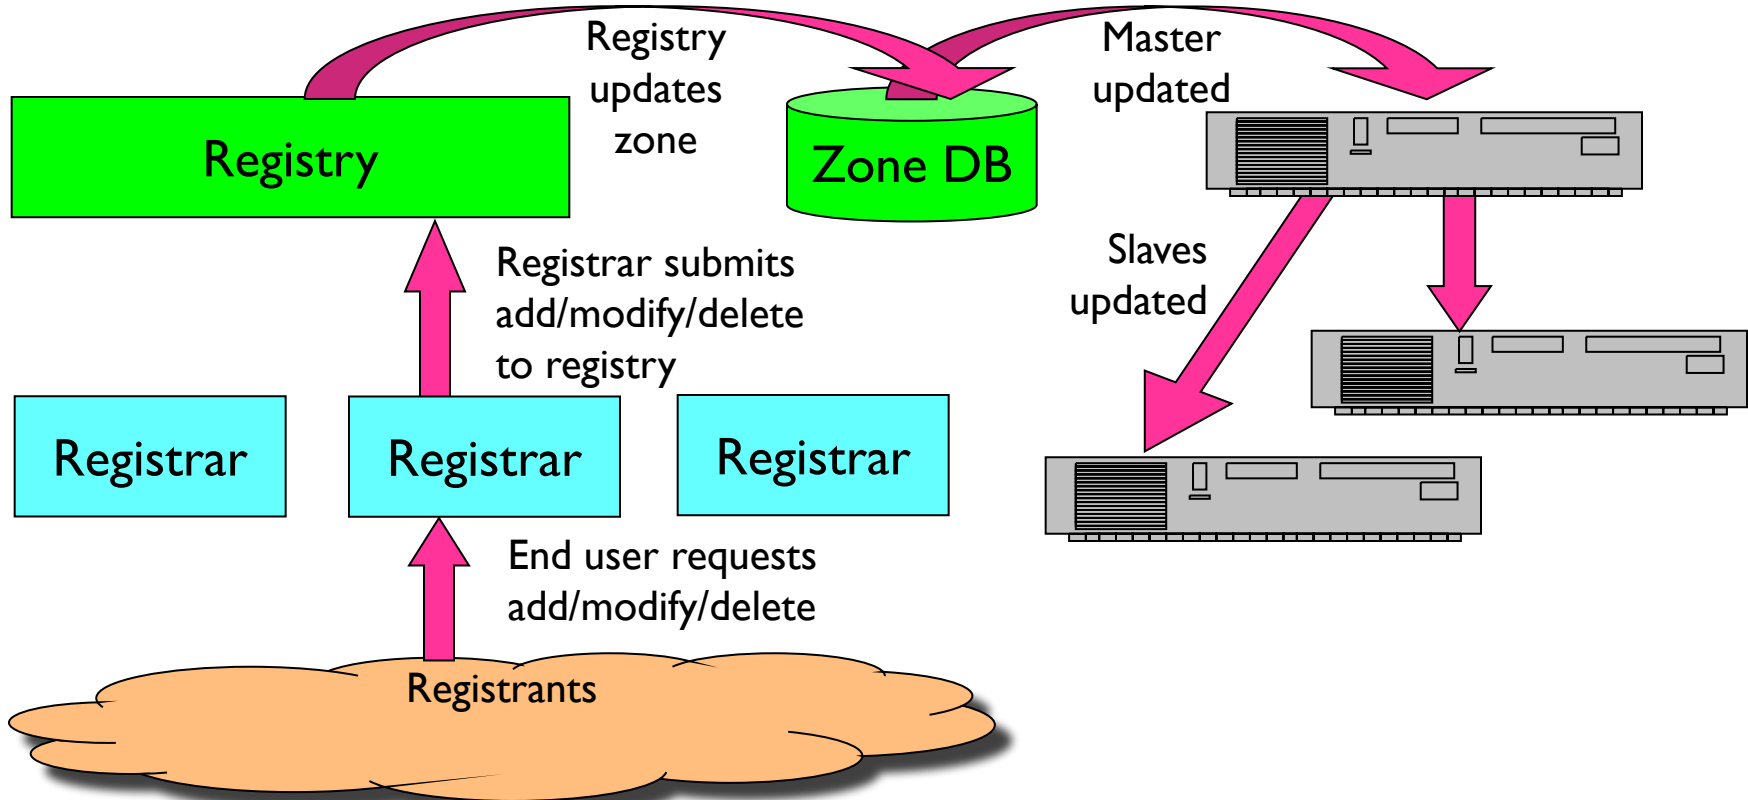 Registry
updates
zone
Master
updated
Registry
Zone DB
Registrar submits
add/modify/delete
to registry
Slaves
updated
Registrar
Registrar
Registrar
End user requests
add/modify/delete
Registrants